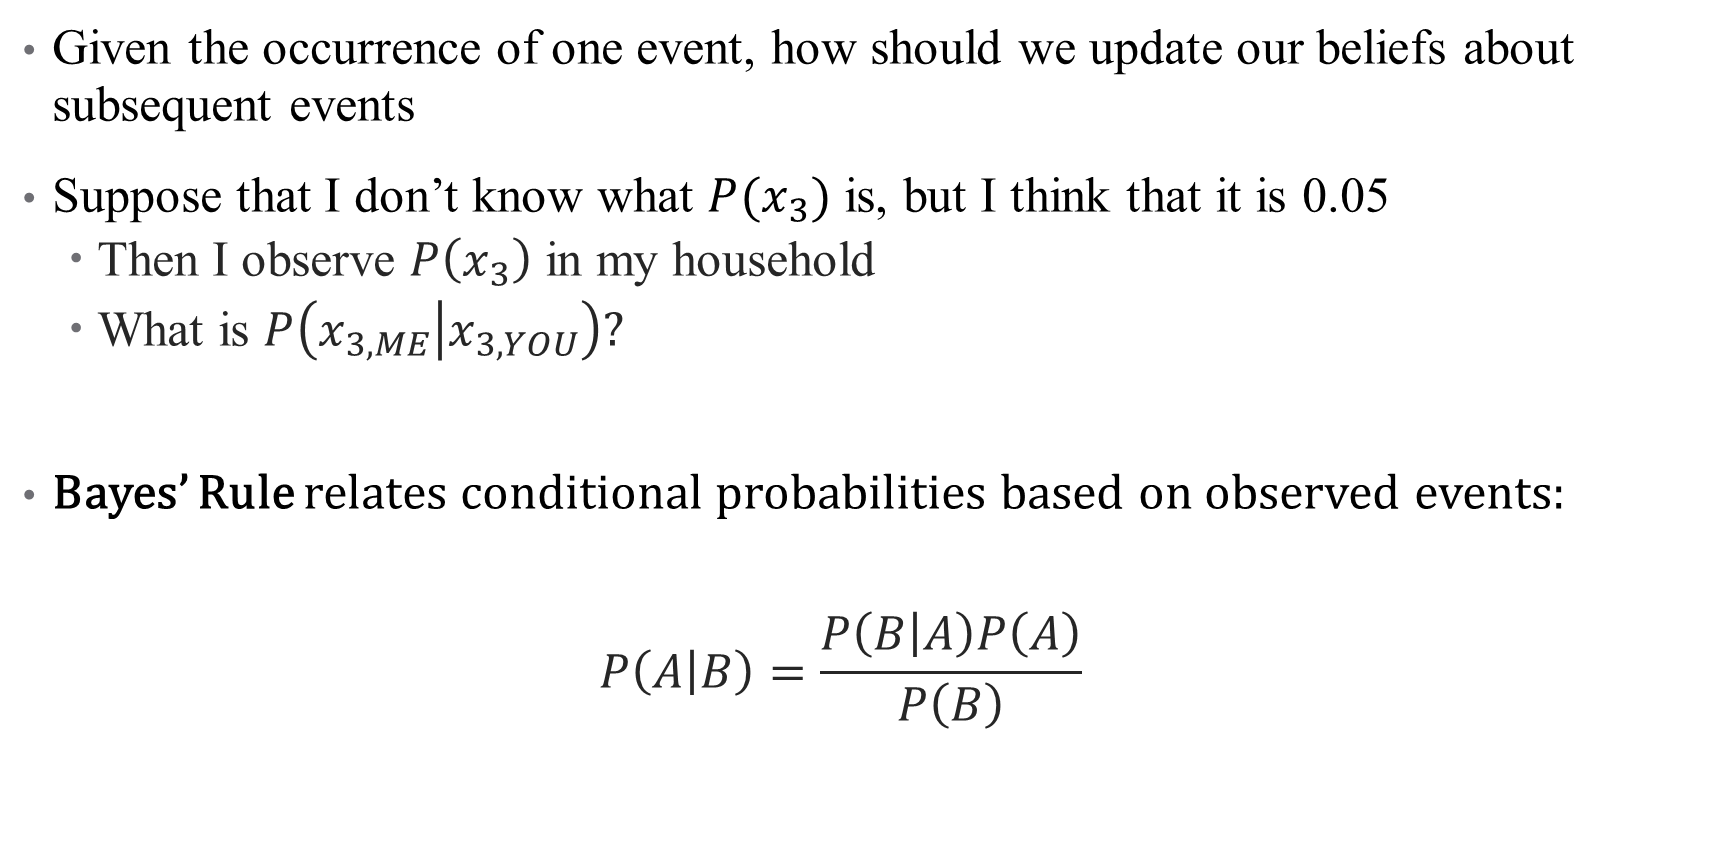 • Given the occurrence of one event, how should we update our beliefs about
subsequent events
• Suppose that I don’t know what P(x₃) is, but I think that it is 0.05
• Then I observe P(x₃) in my household
• What is P(x₃,ME|x₃,YOU)?
• Bayes’ Rule relates conditional probabilities based on observed events:
P(A|B) = P(B|A)P(A) / P(B)